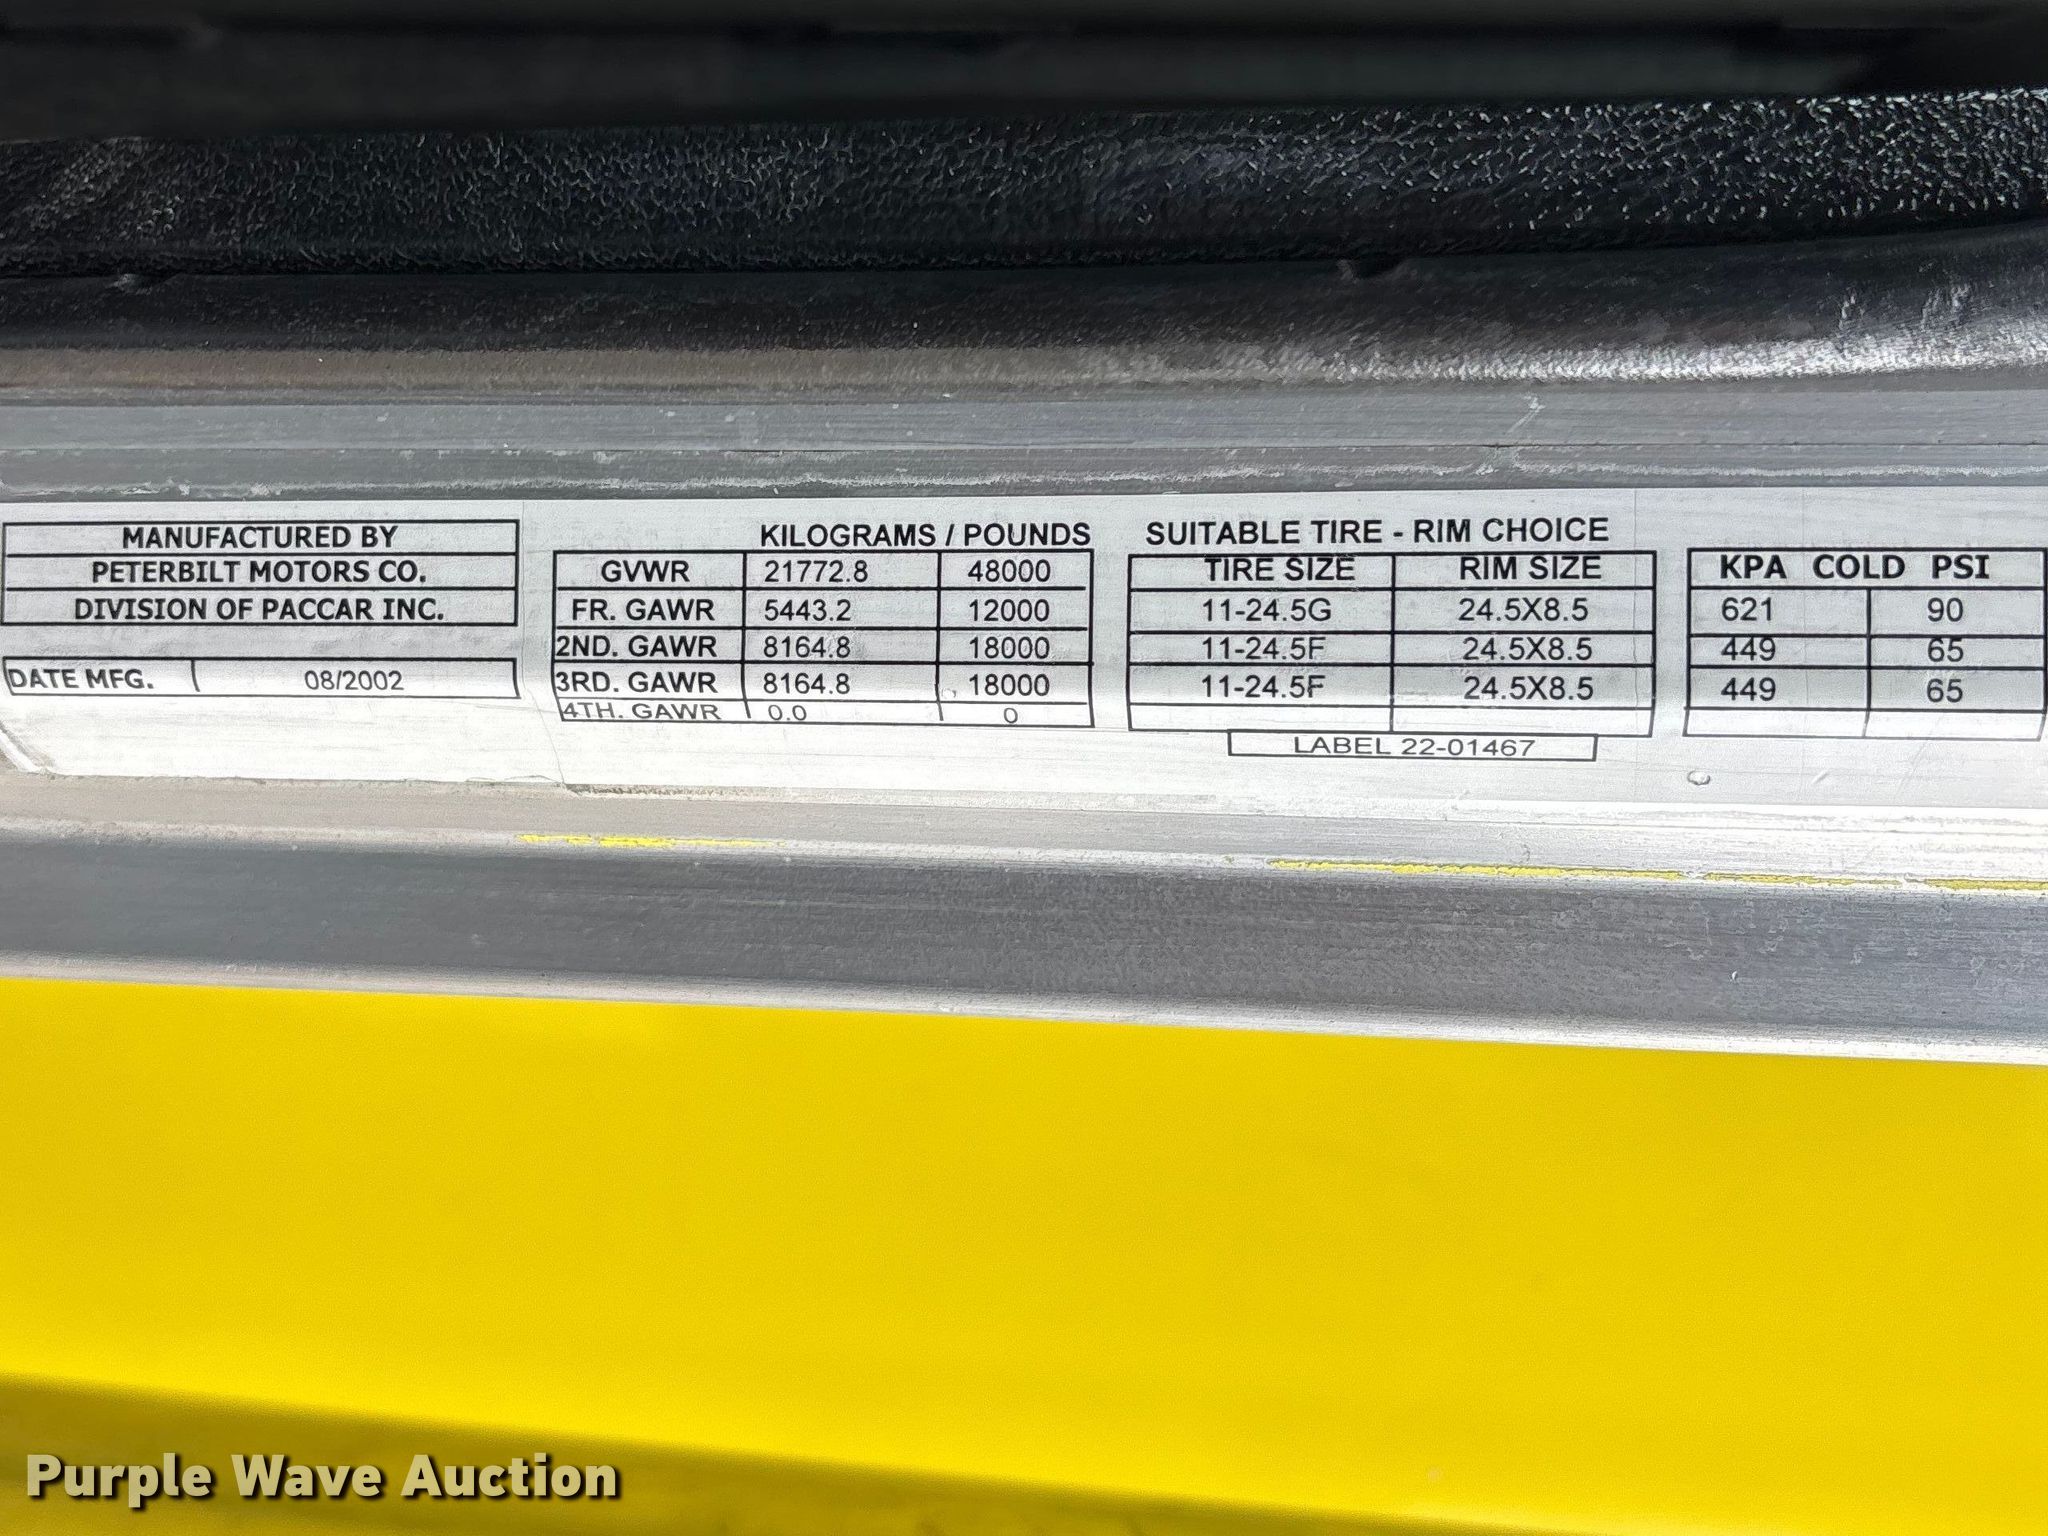 MANUFACTURED BY
PETERBILT MOTORS CO.
DIVISION OF PACCAR INC.
DATE MFG. 08/2002
KILOGRAMS / POUNDS
GVWR 21772.8 48000
FR. GAWR 5443.2 12000
2ND. GAWR 8164.8 18000
3RD. GAWR 8164.8 18000
4TH. GAWR 0.0 0
SUITABLE TIRE - RIM CHOICE
TIRE SIZE RIM SIZE
11-24.5G 24.5X8.5
11-24.5F 24.5X8.5
11-24.5F 24.5X8.5
LABEL 22-01467
KPA COLD PSI
621 90
449 65
449 65
Purple Wave Auction